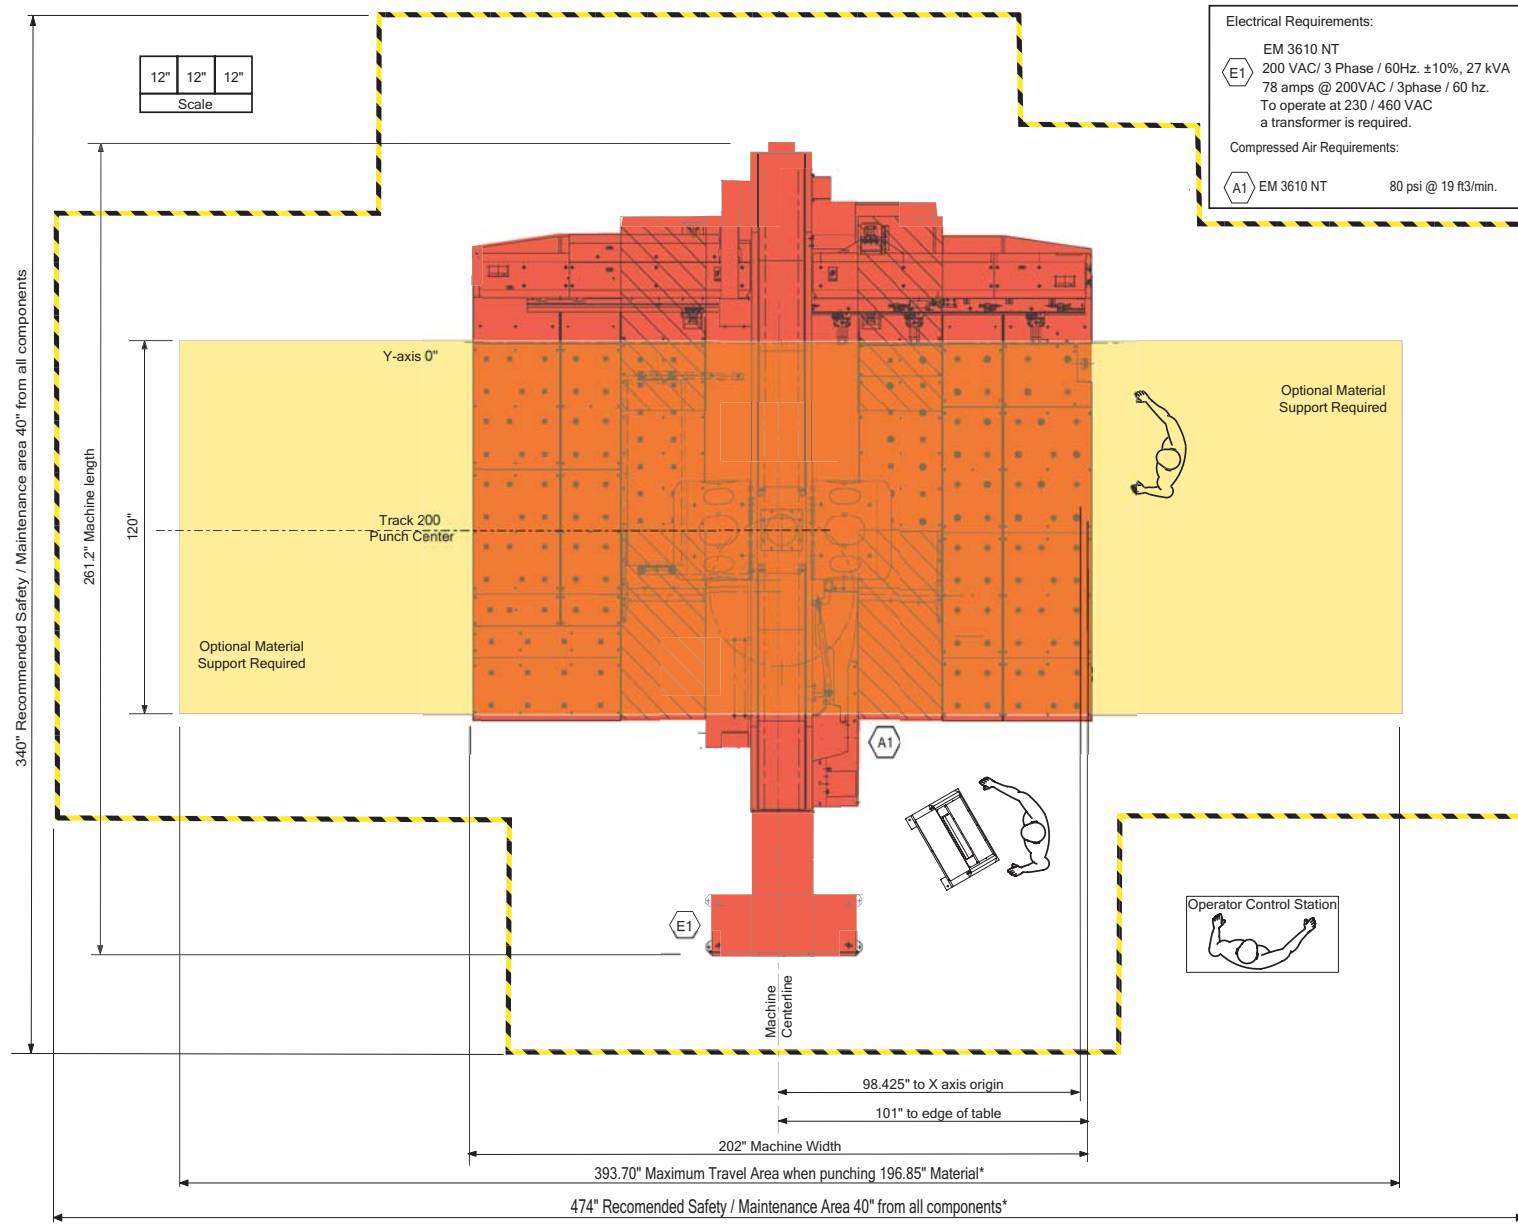 Electrical Requirements:
EM 3610 NT
E1
200 VAC/ 3 Phase / 60Hz. ±10%, 27 kVA
78 amps @ 200VAC / 3phase / 60 hz.
To operate at 230 / 460 VAC
a transformer is required.
Compressed Air Requirements:
A1
EM 3610 NT 80 psi @ 19 ft3/min.
12" 12" 12"
Scale
340" Recommended Safety / Maintenance area 40" from all components
261.2" Machine length
120"
Y-axis 0"
Optional Material
Support Required
Track 200
Punch Center
Optional Material
Support Required
A1
E1
Operator Control Station
Machine
Centerline
98.425" to X axis origin
101" to edge of table
202" Machine Width
393.70" Maximum Travel Area when punching 196.85" Material*
474" Recomended Safety / Maintenance Area 40" from all components*